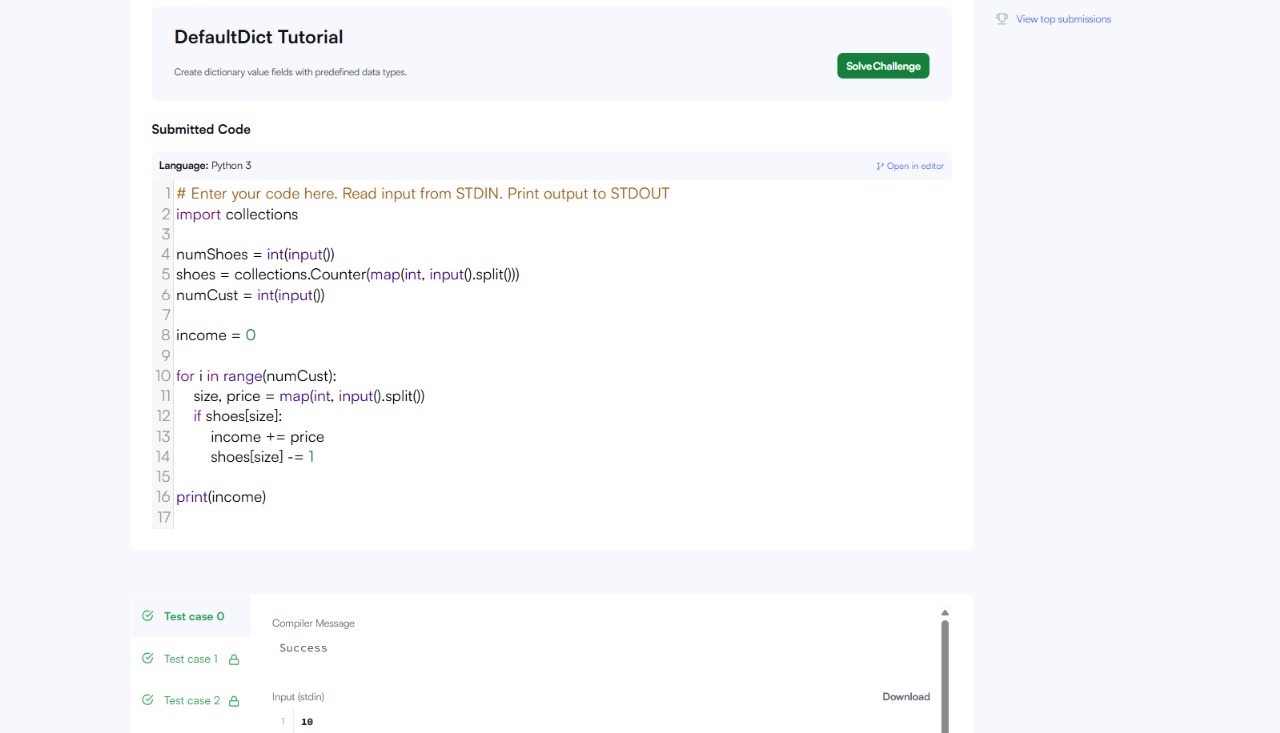 View top submissions
DefaultDict Tutorial
Create dictionary value fields with predefined data types.
Solve Challenge
Submitted Code
Language: Python 3
Open in editor
1 # Enter your code here. Read input from STDIN. Print output to STDOUT
2 import collections
3
4 numShoes = int(input())
5 shoes = collections.Counter(map(int, input().split()))
6 numCust = int(input())
7
8 income = 0
9
10 for i in range(numCust):
11     size, price = map(int, input().split())
12     if shoes[size]:
13         income += price
14         shoes[size] -= 1
15
16 print(income)
17
Test case 0
Test case 1
Test case 2
Compiler Message
Success
Input (stdin)
Download
1 10